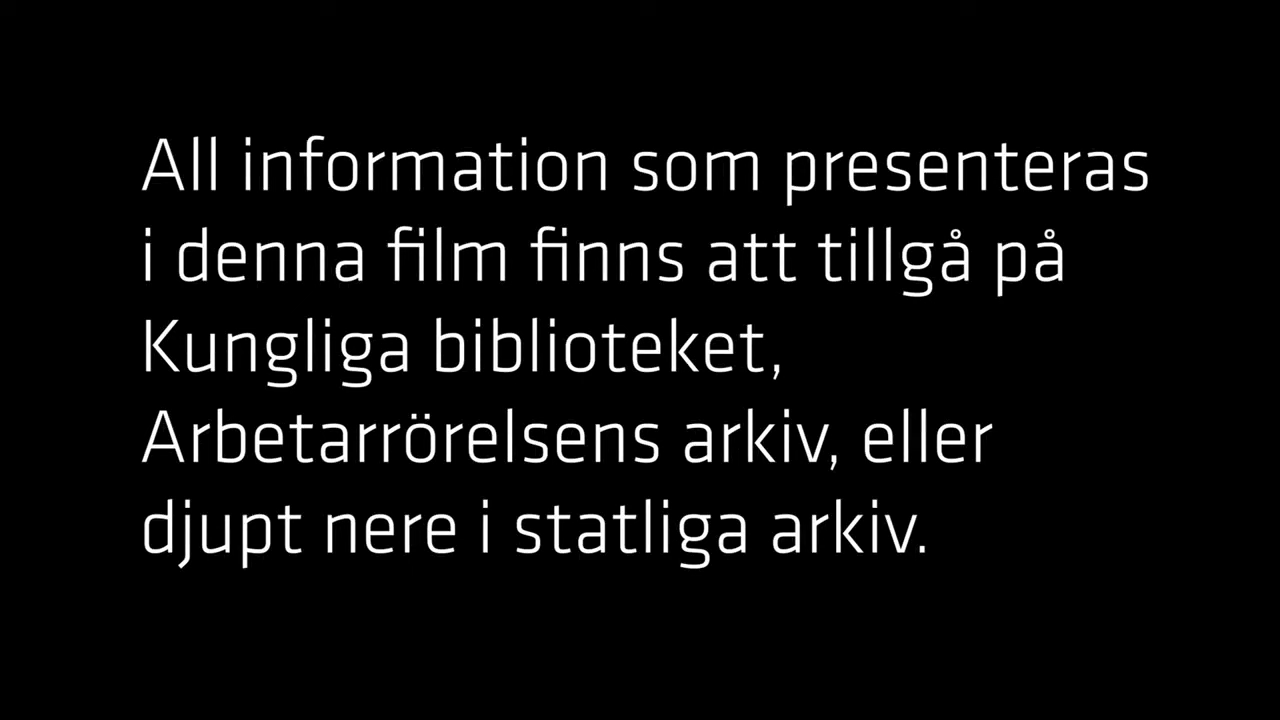 All information som presenteras
i denna film finns att tillgå på
Kungliga biblioteket,
Arbetarrörelsens arkiv, eller
djupt nere i statliga arkiv.